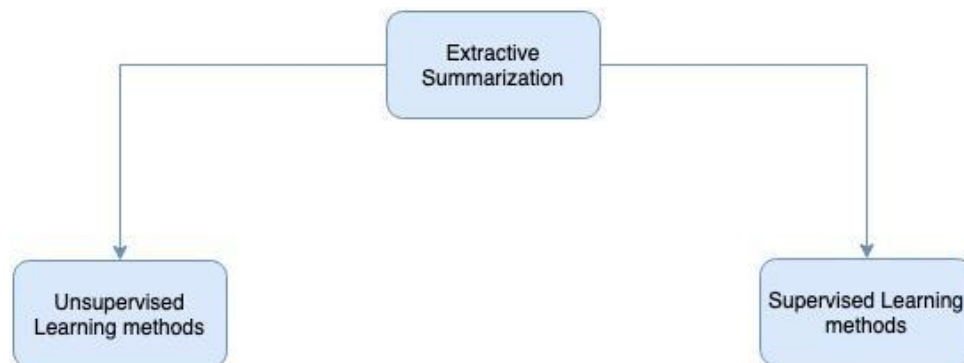 Extractive
Summarization
Unsupervised
Learning methods
Supervised Learning
methods